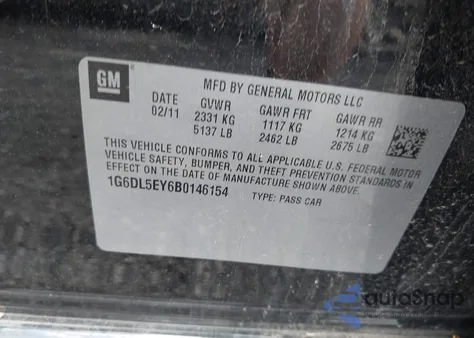 GM
MFD BY GENERAL MOTORS LLC
DATE GVWR GAWR FRT GAWR RR
02/11 2331 KG 1117 KG 1214 KG
5137 LB 2462 LB 2675 LB
THIS VEHICLE CONFORMS TO ALL APPLICABLE U.S. FEDERAL MOTOR
VEHICLE SAFETY, BUMPER, AND THEFT PREVENTION STANDARDS IN
EFFECT ON THE DATE OF MANUFACTURE SHOWN ABOVE.
1G6DL5EY6B0146154 TYPE: PASS CAR
autoSnap